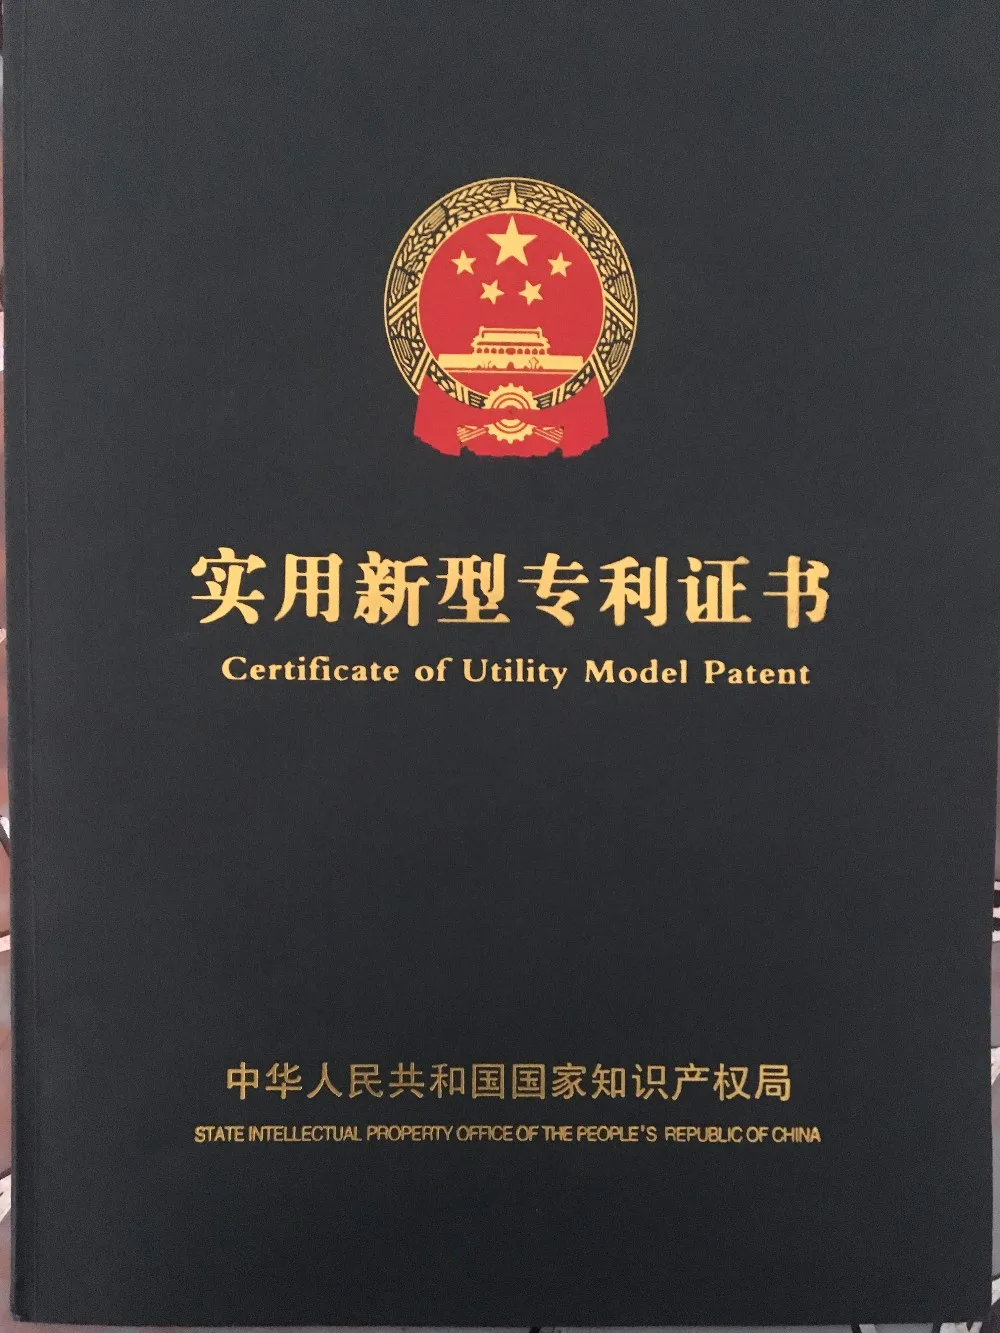 实用新型专利证书
Certificate of Utility Model Patent
中华人民共和国国家知识产权局
STATE INTELLECTUAL PROPERTY OFFICE OF THE PEOPLE'S REPUBLIC OF CHINA